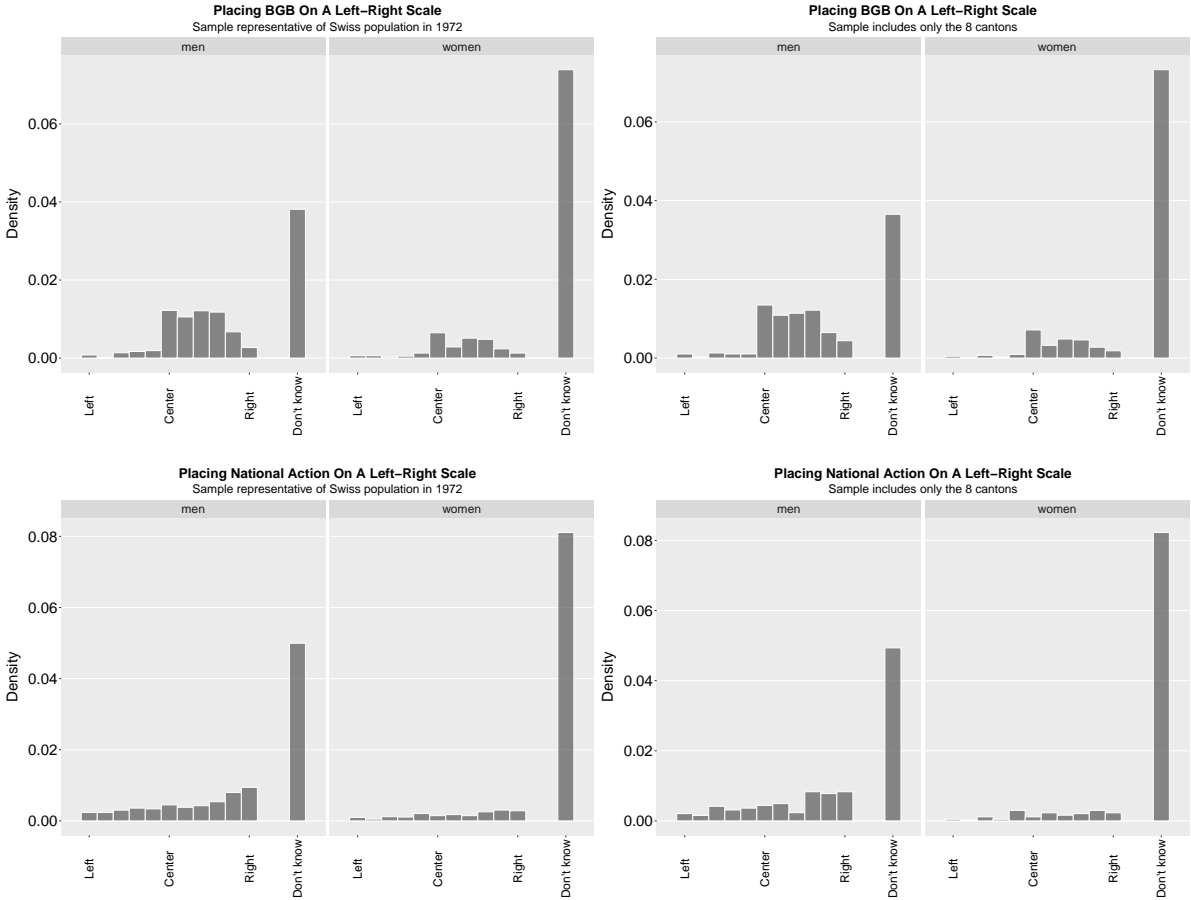 Placing BGB On A Left−Right Scale
Sample representative of Swiss population in 1972
men
women
Density
0.06
0.04
0.02
0.00
Left
Center
Right
Don't know
Left
Center
Right
Don't know
Placing BGB On A Left−Right Scale
Sample includes only the 8 cantons
men
women
Density
0.06
0.04
0.02
0.00
Left
Center
Right
Don't know
Left
Center
Right
Don't know
Placing National Action On A Left−Right Scale
Sample representative of Swiss population in 1972
men
women
Density
0.08
0.06
0.04
0.02
0.00
Left
Center
Right
Don't know
Left
Center
Right
Don't know
Placing National Action On A Left−Right Scale
Sample includes only the 8 cantons
men
women
Density
0.08
0.06
0.04
0.02
0.00
Left
Center
Right
Don't know
Left
Center
Right
Don't know